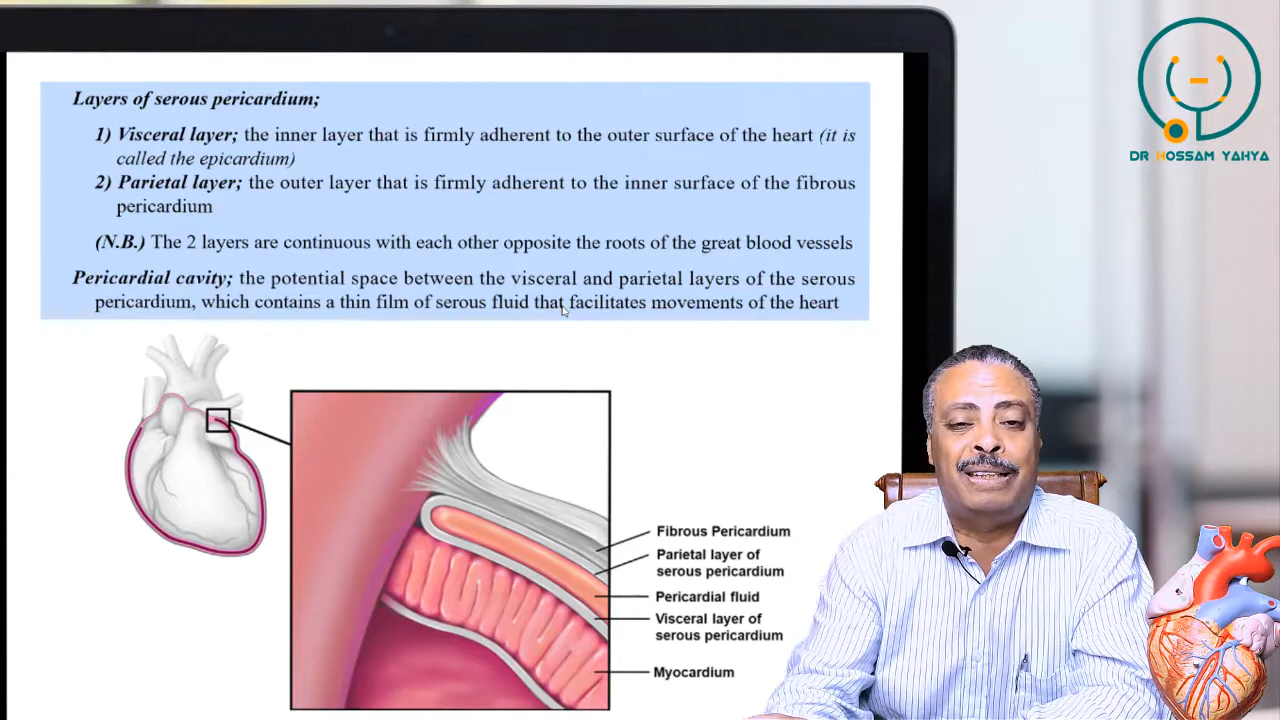 Layers of serous pericardium;
1) Visceral layer; the inner layer that is firmly adherent to the outer surface of the heart (it is
called the epicardium)
2) Parietal layer; the outer layer that is firmly adherent to the inner surface of the fibrous
pericardium
(N.B.) The 2 layers are continuous with each other opposite the roots of the great blood vessels
Pericardial cavity; the potential space between the visceral and parietal layers of the serous
pericardium, which contains a thin film of serous fluid that facilitates movements of the heart
Fibrous Pericardium
Parietal layer of
serous pericardium
Pericardial fluid
Visceral layer of
serous pericardium
Myocardium
DR HOSSAM YAHYA